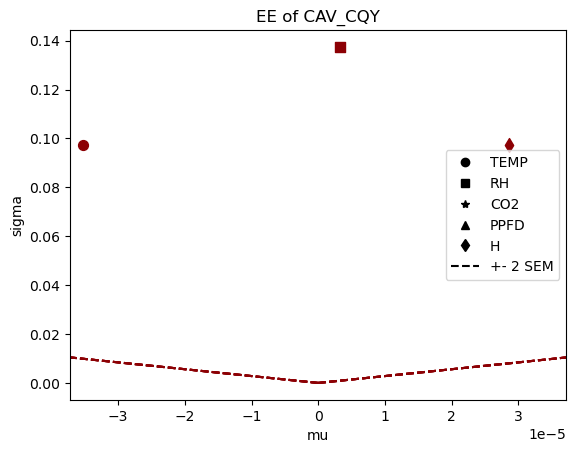 EE of CAV_CQY
sigma
0.14
0.12
0.10
0.08
0.06
0.04
0.02
0.00
TEMP
RH
CO2
PPFD
H
+- 2 SEM
−3 −2 −1 0 1 2 3
1e−5
mu